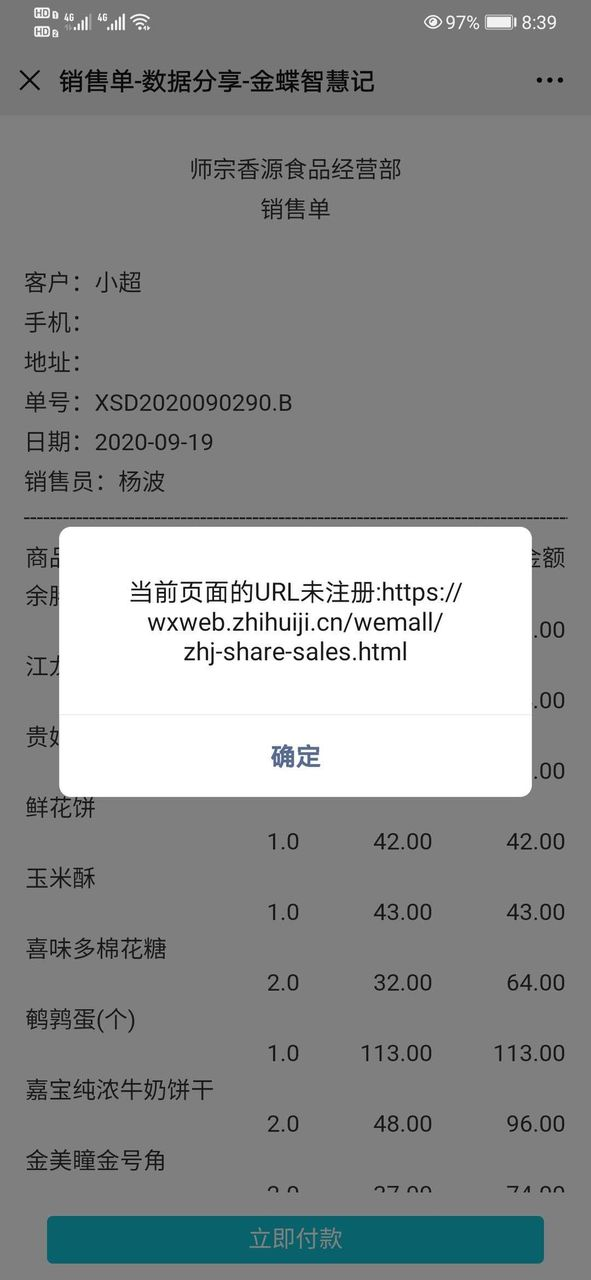 HD 1 4G 4G 97% 8:39
HD 2
销售单-数据分享-金蝶智慧记
师宗香源食品经营部
销售单
客户：小超
手机：
地址：
单号：XSD2020090290.B
日期：2020-09-19
销售员：杨波
商品 金额
余
.00
江
.00
贵
.00
当前页面的URL未注册:https://
wxweb.zhihuiji.cn/wemall/
zhj-share-sales.html
确定
鲜花饼
1.0 42.00 42.00
玉米酥
1.0 43.00 43.00
喜味多棉花糖
2.0 32.00 64.00
鹌鹑蛋(个)
1.0 113.00 113.00
嘉宝纯浓牛奶饼干
2.0 48.00 96.00
金美瞳金号角
立即付款